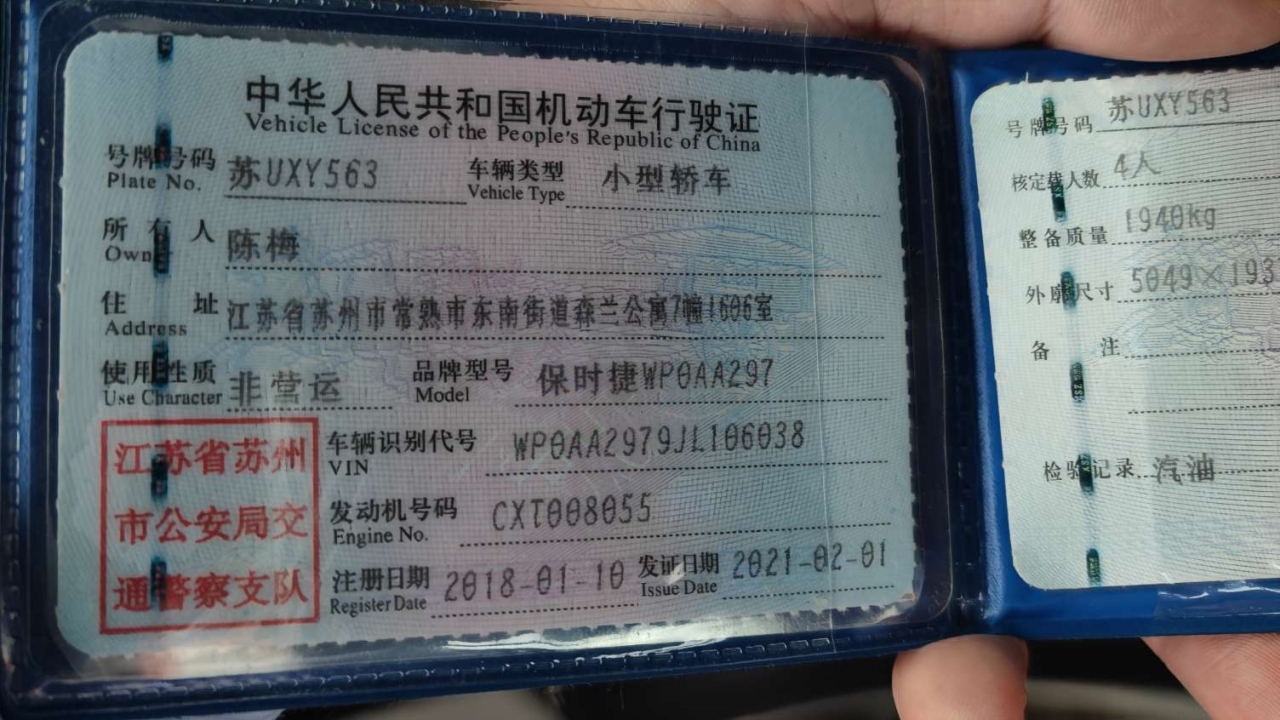 中华人民共和国机动车行驶证
Vehicle License of the People's Republic of China
号牌号码 苏UXY563 车辆类型 小型轿车
Plate No. Vehicle Type
所有人 陈梅
Owner
住址 江苏省苏州市常熟市东南街道森兰公寓7幢1606室
Address
使用性质 非营运 品牌型号 保时捷WP0AA297
Use Character Model
江苏省苏州
市公安局交
通警察支队
车辆识别代号 WP0AA2979JL106038
VIN
发动机号码 CXT008055
Engine No.
注册日期 2018-01-10 发证日期 2021-02-01
Register Date Issue Date
号牌号码 苏UXY563
核定载人数 4人
整备质量 1940kg
外廓尺寸 5049×193
备注
检验记录 汽油